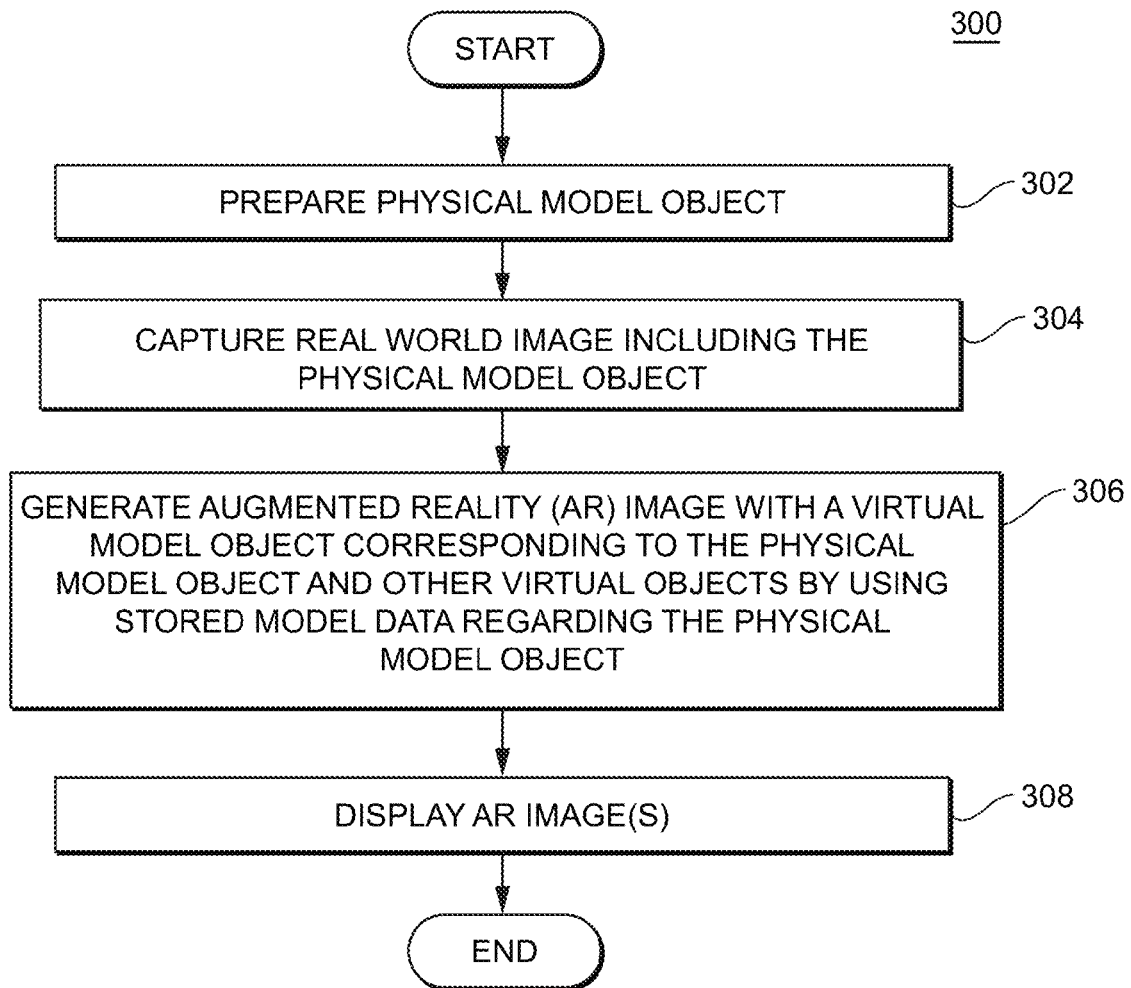 300
START
PREPARE PHYSICAL MODEL OBJECT
302
CAPTURE REAL WORLD IMAGE INCLUDING THE
PHYSICAL MODEL OBJECT
304
GENERATE AUGMENTED REALITY (AR) IMAGE WITH A VIRTUAL
MODEL OBJECT CORRESPONDING TO THE PHYSICAL
MODEL OBJECT AND OTHER VIRTUAL OBJECTS BY USING
STORED MODEL DATA REGARDING THE PHYSICAL
MODEL OBJECT
306
DISPLAY AR IMAGE(S)
308
END